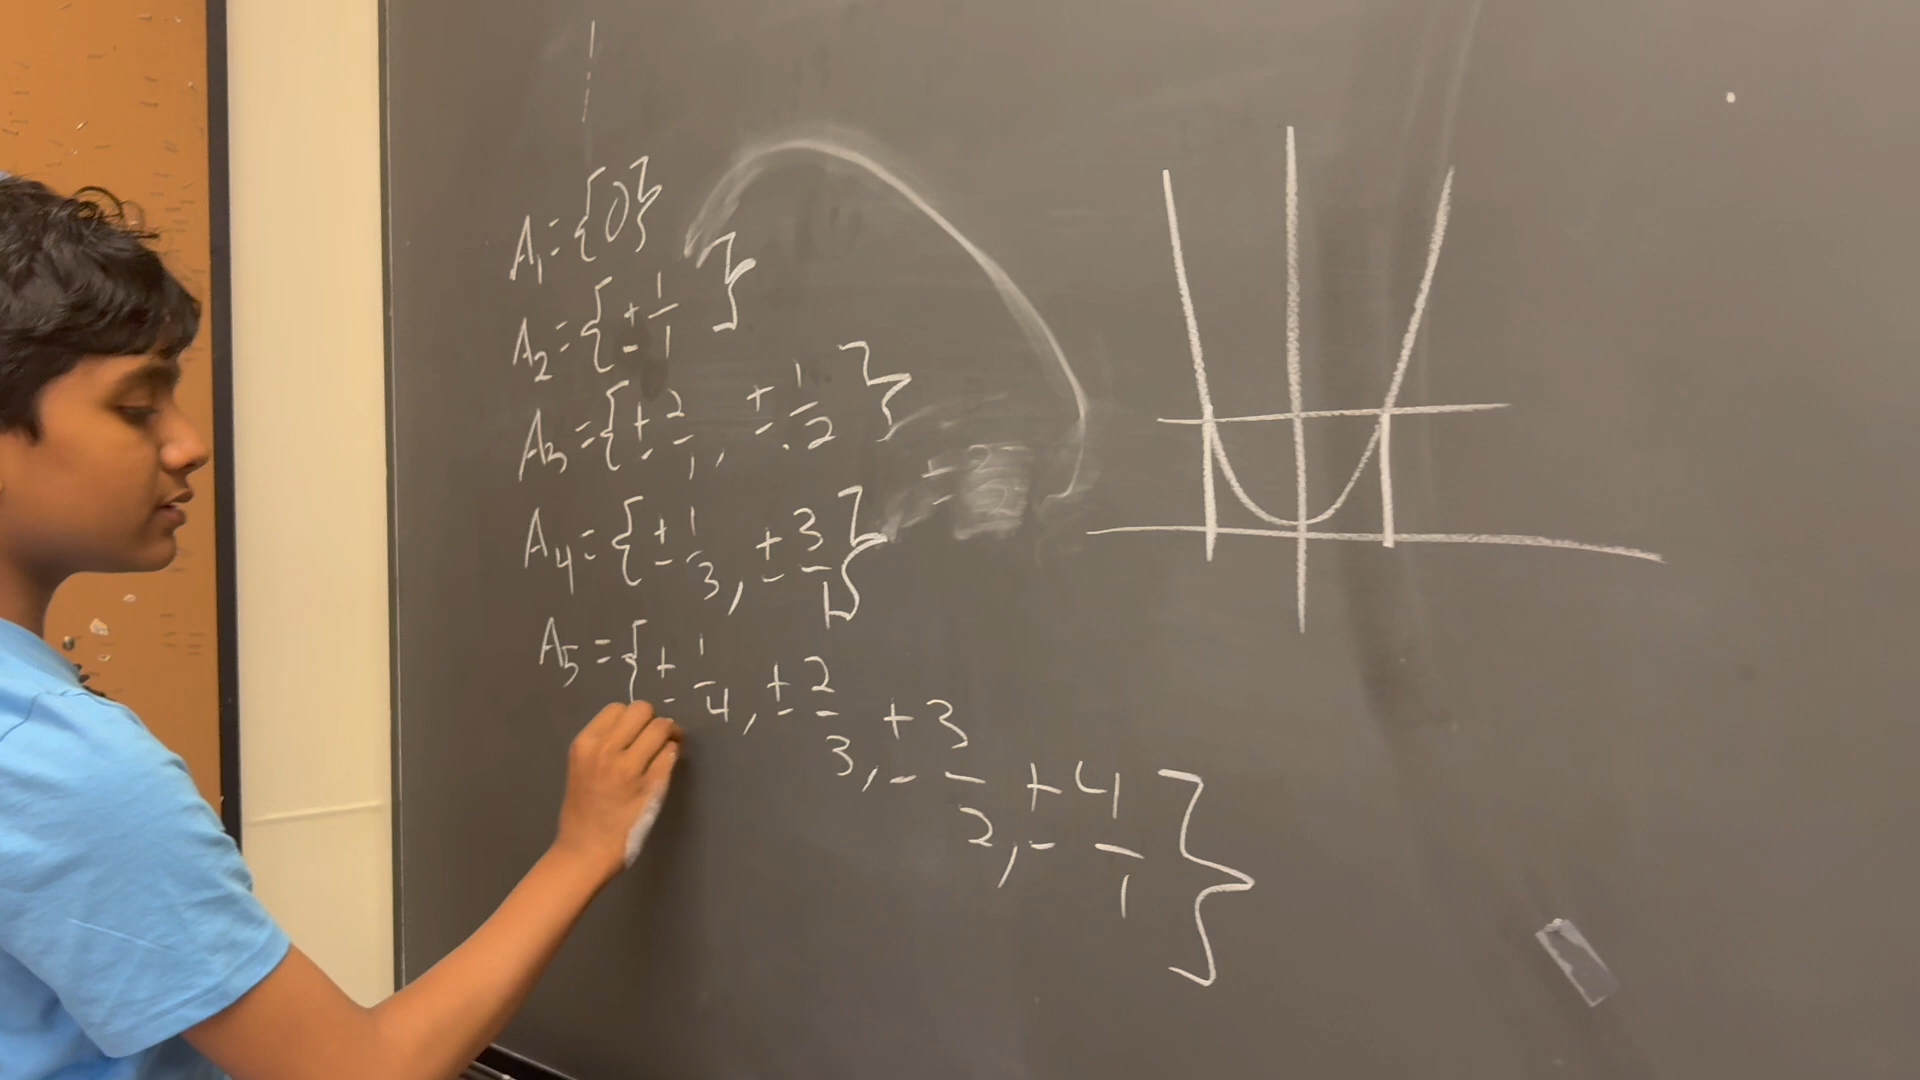 A₁ = {0}
A₂ = {± 1/1 }
A₃ = {± 2/1, ± 1/2 }
A₄ = {± 1/3, ± 3/1 }
A₅ = {± 1/4, ± 2/3, ± 3/2, ± 4/1 }